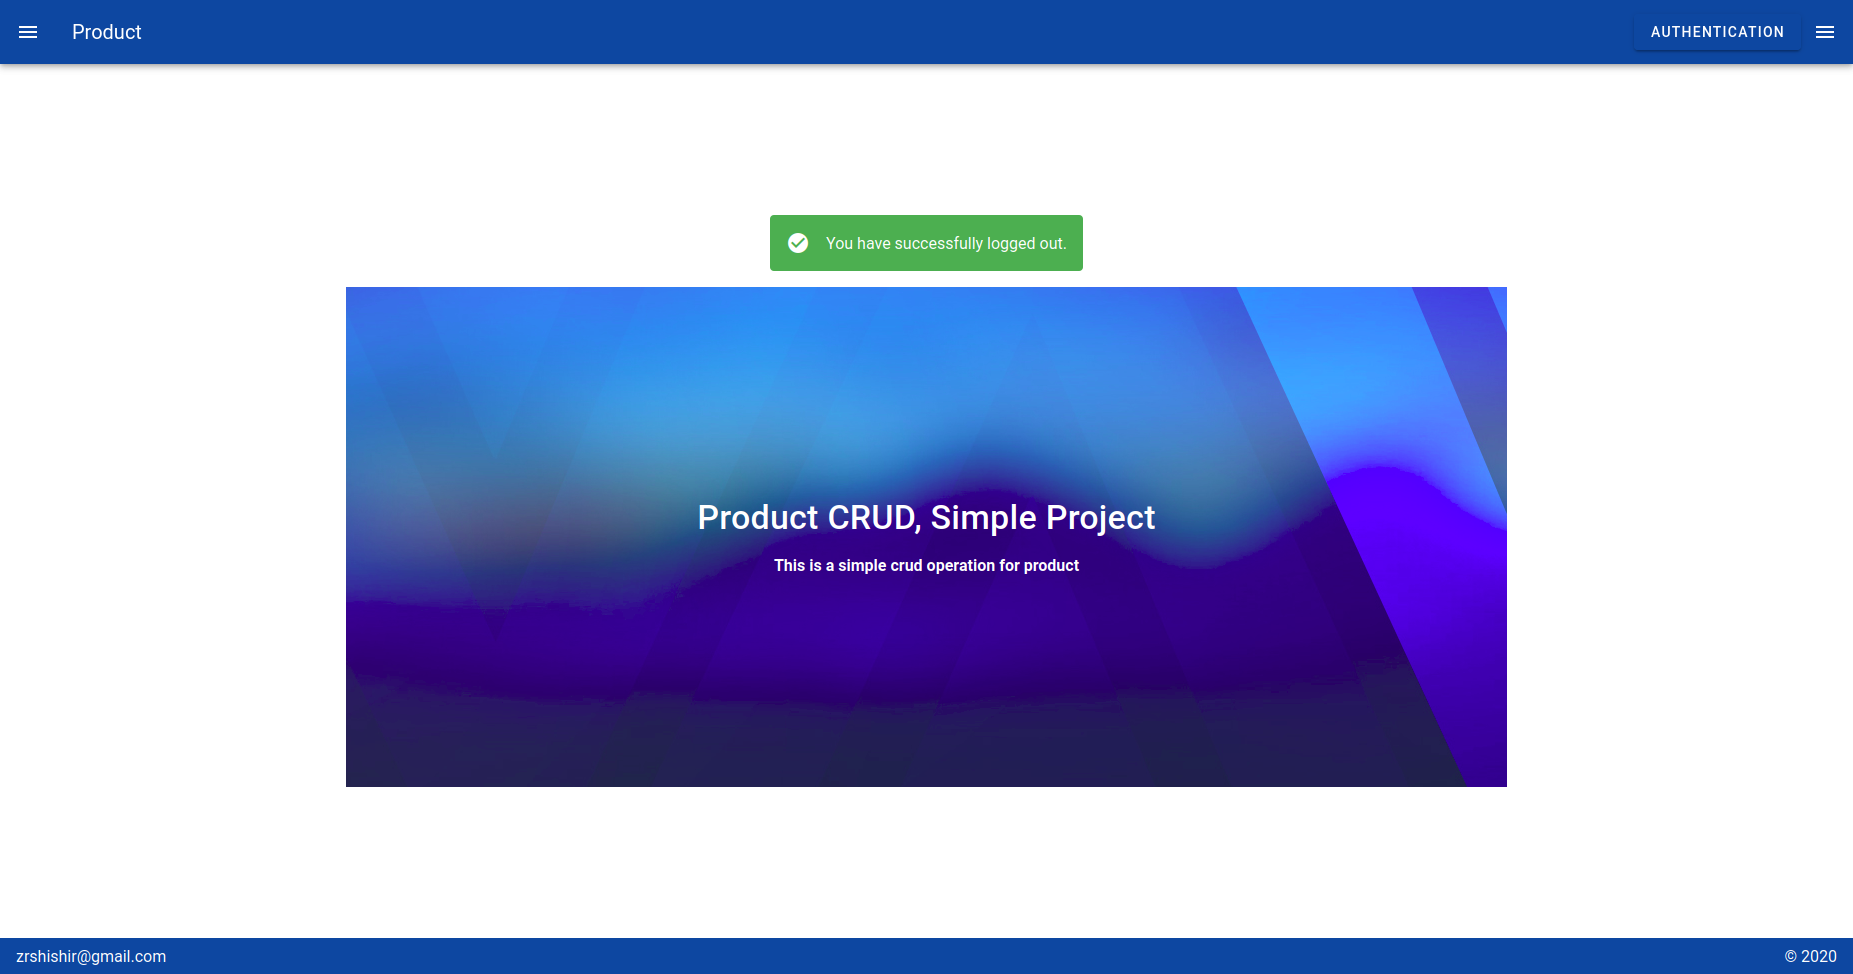 Product
AUTHENTICATION
You have successfully logged out.
Product CRUD, Simple Project
This is a simple crud operation for product
zrshishir@gmail.com
© 2020